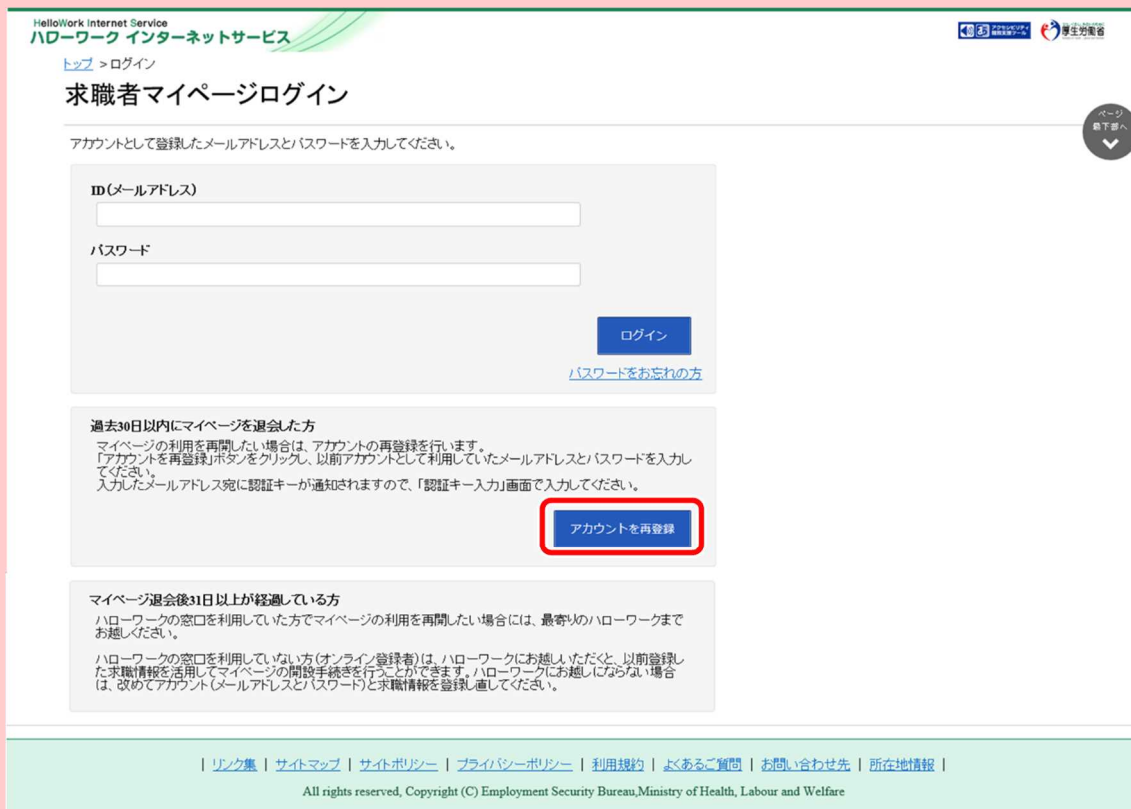 HelloWork Internet Service
ハローワーク インターネットサービス
アクセシビリティ
閲覧支援ツール
厚生労働省
トップ >ログイン
求職者マイページログイン
ページ
最下部へ
アカウントとして登録したメールアドレスとパスワードを入力してください。
ID(メールアドレス)
パスワード
ログイン
パスワードをお忘れの方
過去30日以内にマイページを退会した方
マイページの利用を再開したい場合は、アカウントの再登録を行います。
「アカウントを再登録」ボタンをクリックし、以前アカウントとして利用していたメールアドレスとパスワードを入力し
てください。
入力したメールアドレス宛に認証キーが通知されますので、「認証キー入力」画面で入力してください。
アカウントを再登録
マイページ退会後31日以上が経過している方
ハローワークの窓口を利用していた方でマイページの利用を再開したい場合には、最寄りのハローワークまで
お越しください。
ハローワークの窓口を利用していない方(オンライン登録者)は、ハローワークにお越しいただくと、以前登録し
た求職情報を活用してマイページの開設手続きを行うことができます。ハローワークにお越しにならない場合
は、改めてアカウント(メールアドレスとパスワード)と求職情報を登録し直してください。
| リンク集 | サイトマップ | サイトポリシー | プライバシーポリシー | 利用規約 | よくあるご質問 | お問い合わせ先 | 所在地情報 |
All rights reserved, Copyright (C) Employment Security Bureau,Ministry of Health, Labour and Welfare